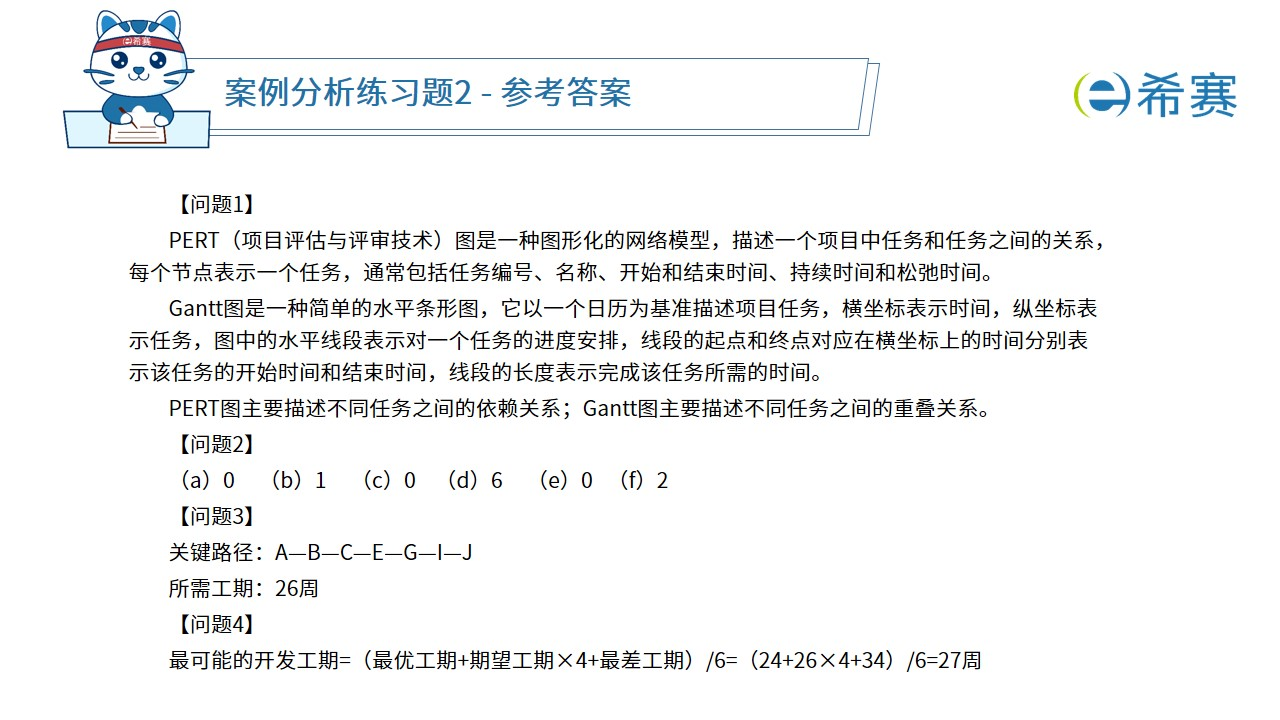 希赛
案例分析练习题2 - 参考答案
希赛
【问题1】
PERT（项目评估与评审技术）图是一种图形化的网络模型，描述一个项目中任务和任务之间的关系，
每个节点表示一个任务，通常包括任务编号、名称、开始和结束时间、持续时间和松弛时间。
Gantt图是一种简单的水平条形图，它以一个日历为基准描述项目任务，横坐标表示时间，纵坐标表
示任务，图中的水平线段表示对一个任务的进度安排，线段的起点和终点对应在横坐标上的时间分别表
示该任务的开始时间和结束时间，线段的长度表示完成该任务所需的时间。
PERT图主要描述不同任务之间的依赖关系；Gantt图主要描述不同任务之间的重叠关系。
【问题2】
（a）0 （b）1 （c）0 （d）6 （e）0 （f）2
【问题3】
关键路径：A—B—C—E—G—I—J
所需工期：26周
【问题4】
最可能的开发工期=（最优工期+期望工期×4+最差工期）/6=（24+26×4+34）/6=27周